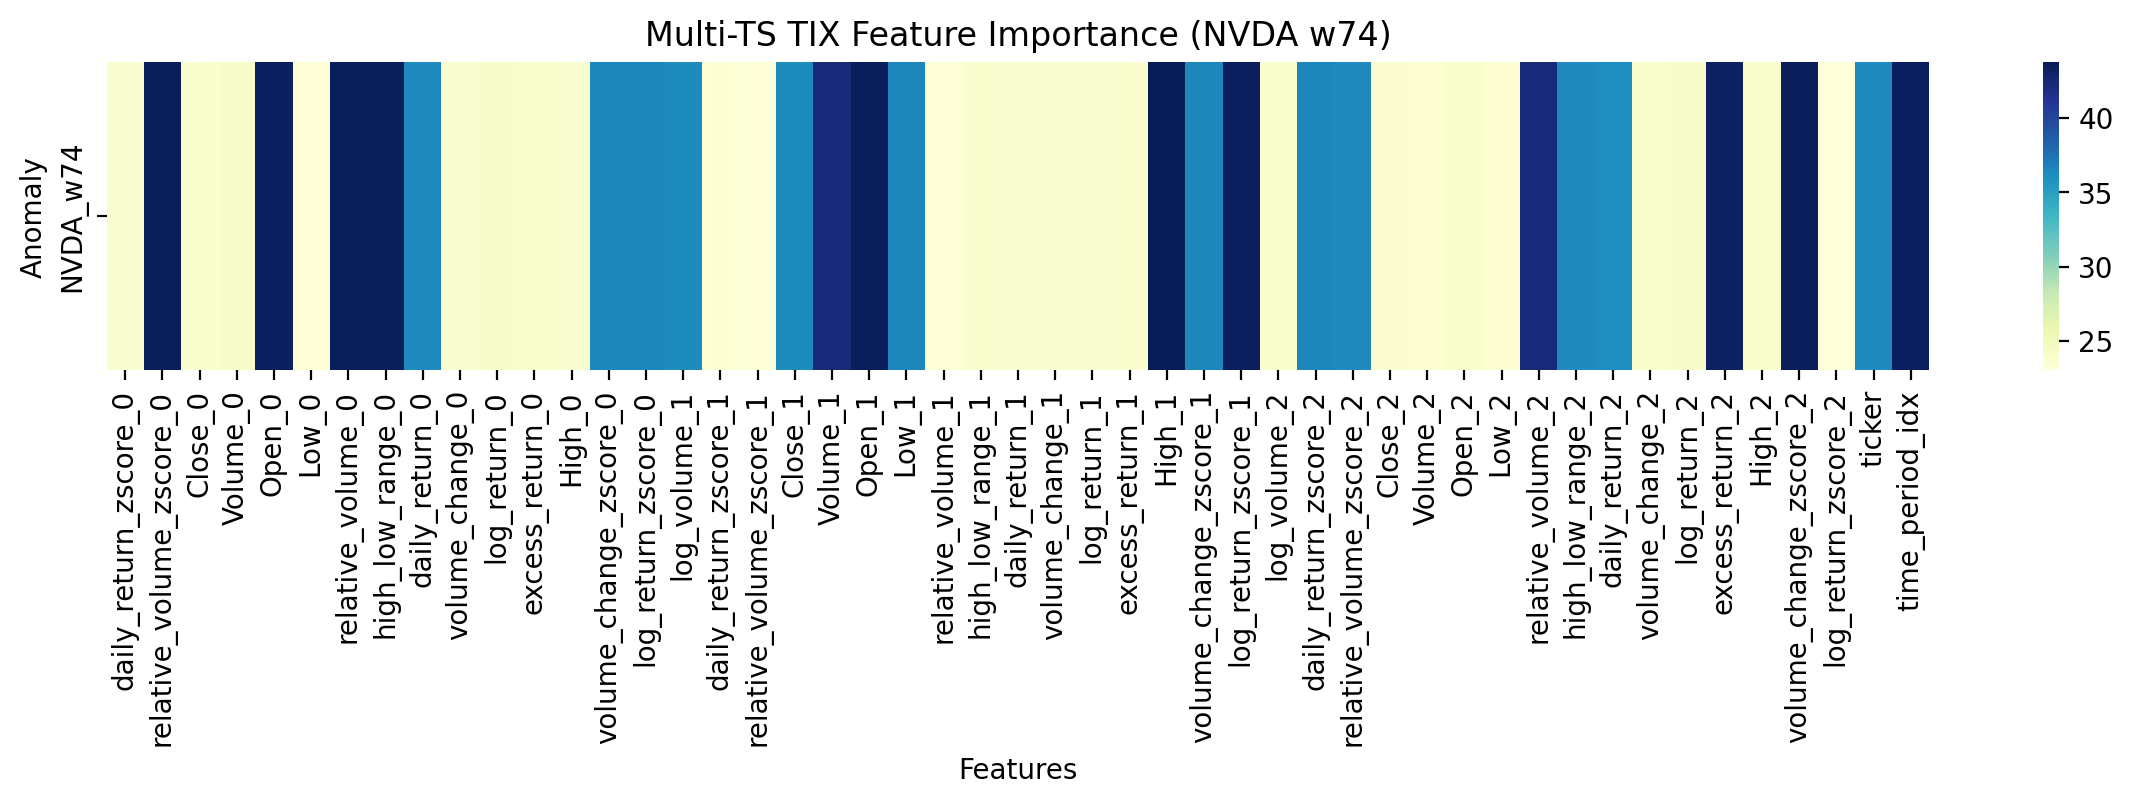 Multi-TS TIX Feature Importance (NVDA w74)
Anomaly
NVDA_w74
40
35
30
25
daily_return_zscore_0
relative_volume_zscore_0
Close_0
Volume_0
Open_0
Low_0
relative_volume_0
high_low_range_0
daily_return_0
volume_change_0
log_return_0
excess_return_0
High_0
volume_change_zscore_0
log_return_zscore_0
log_volume_1
daily_return_zscore_1
relative_volume_zscore_1
Close_1
Volume_1
Open_1
Low_1
relative_volume_1
high_low_range_1
daily_return_1
volume_change_1
log_return_1
excess_return_1
High_1
volume_change_zscore_1
log_return_zscore_1
log_volume_2
daily_return_zscore_2
relative_volume_zscore_2
Close_2
Volume_2
Open_2
Low_2
relative_volume_2
high_low_range_2
daily_return_2
volume_change_2
log_return_2
excess_return_2
High_2
volume_change_zscore_2
log_return_zscore_2
ticker
time_period_idx
Features